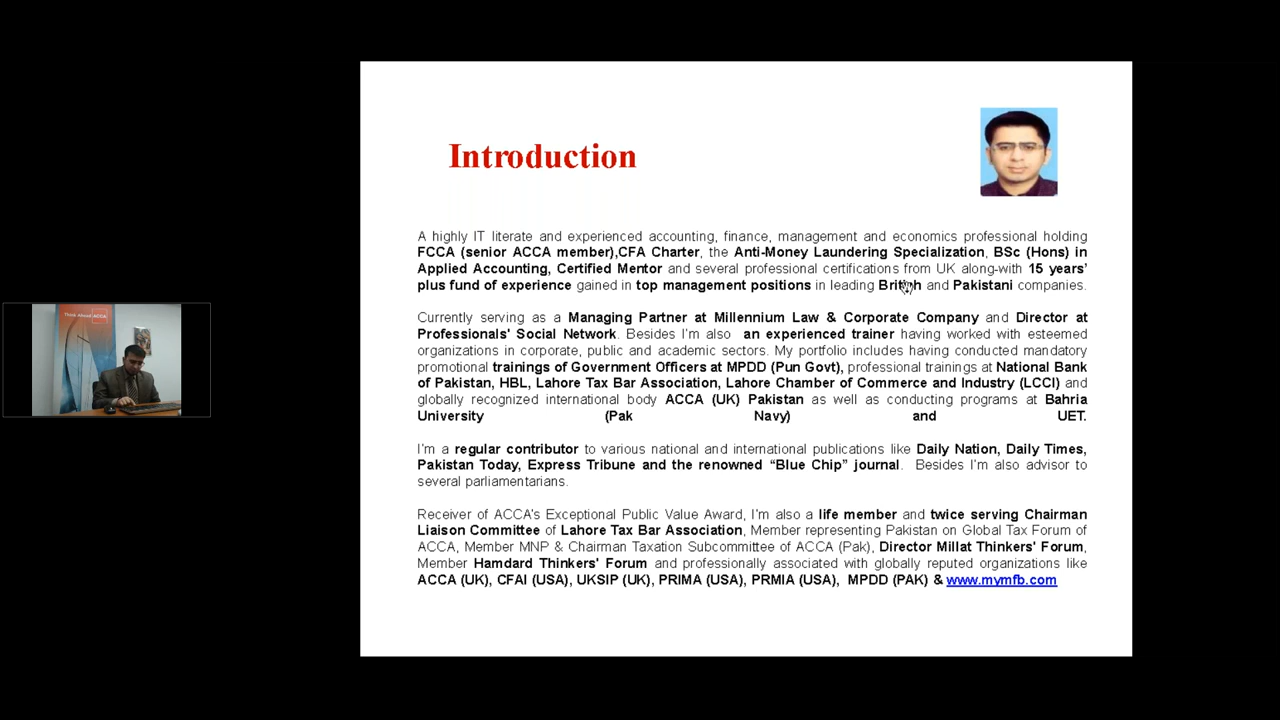 Think Ahead ACCA
Introduction
A highly IT literate and experienced accounting, finance, management and economics professional holding
FCCA (senior ACCA member),CFA Charter, the Anti-Money Laundering Specialization, BSc (Hons) in
Applied Accounting, Certified Mentor and several professional certifications from UK along-with 15 years'
plus fund of experience gained in top management positions in leading British and Pakistani companies.
Currently serving as a Managing Partner at Millennium Law & Corporate Company and Director at
Professionals' Social Network. Besides I'm also an experienced trainer having worked with esteemed
organizations in corporate, public and academic sectors. My portfolio includes having conducted mandatory
promotional trainings of Government Officers at MPDD (Pun Govt), professional trainings at National Bank
of Pakistan, HBL, Lahore Tax Bar Association, Lahore Chamber of Commerce and Industry (LCCI) and
globally recognized international body ACCA (UK) Pakistan as well as conducting programs at Bahria
University (Pak Navy) and UET.
I'm a regular contributor to various national and international publications like Daily Nation, Daily Times,
Pakistan Today, Express Tribune and the renowned “Blue Chip” journal. Besides I'm also advisor to
several parliamentarians.
Receiver of ACCA's Exceptional Public Value Award, I'm also a life member and twice serving Chairman
Liaison Committee of Lahore Tax Bar Association, Member representing Pakistan on Global Tax Forum of
ACCA, Member MNP & Chairman Taxation Subcommittee of ACCA (Pak), Director Millat Thinkers' Forum,
Member Hamdard Thinkers' Forum and professionally associated with globally reputed organizations like
ACCA (UK), CFAI (USA), UKSIP (UK), PRIMA (USA), PRMIA (USA), MPDD (PAK) & www.mymfb.com